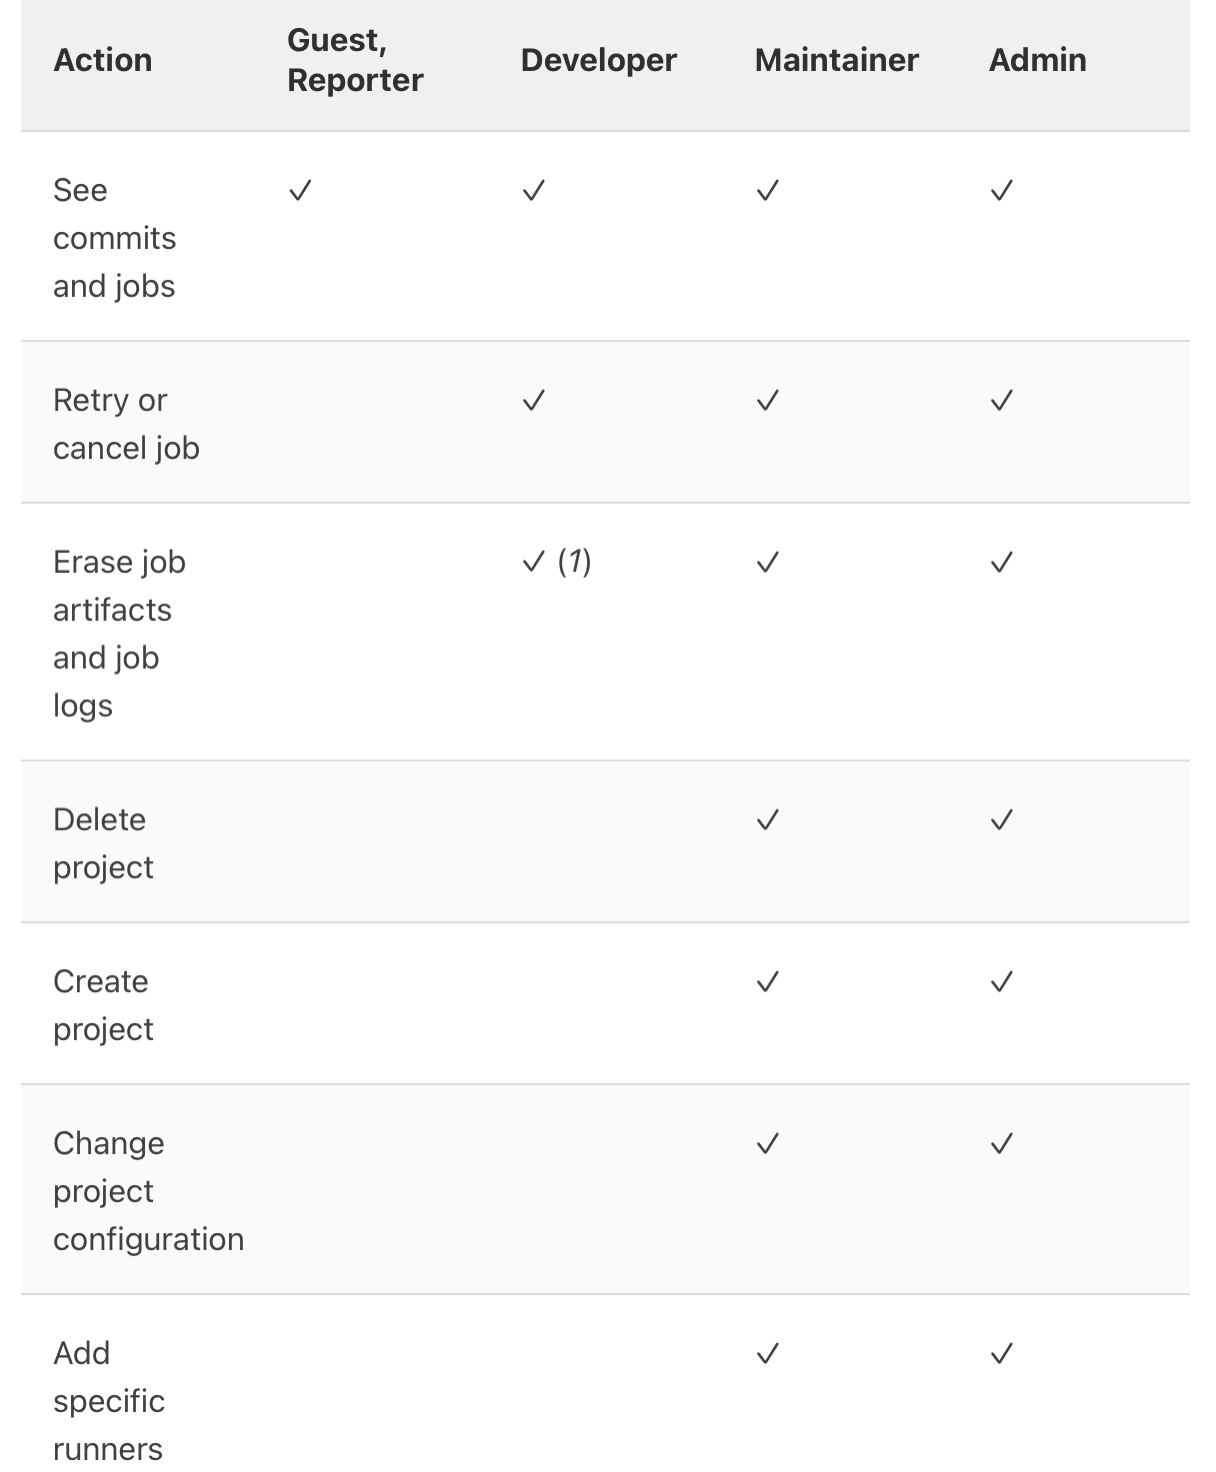 Action Guest, Reporter Developer Maintainer Admin
See commits and jobs ✓ ✓ ✓ ✓
Retry or cancel job ✓ ✓ ✓
Erase job artifacts and job logs ✓ (1) ✓ ✓
Delete project ✓ ✓
Create project ✓ ✓
Change project configuration ✓ ✓
Add specific runners ✓ ✓